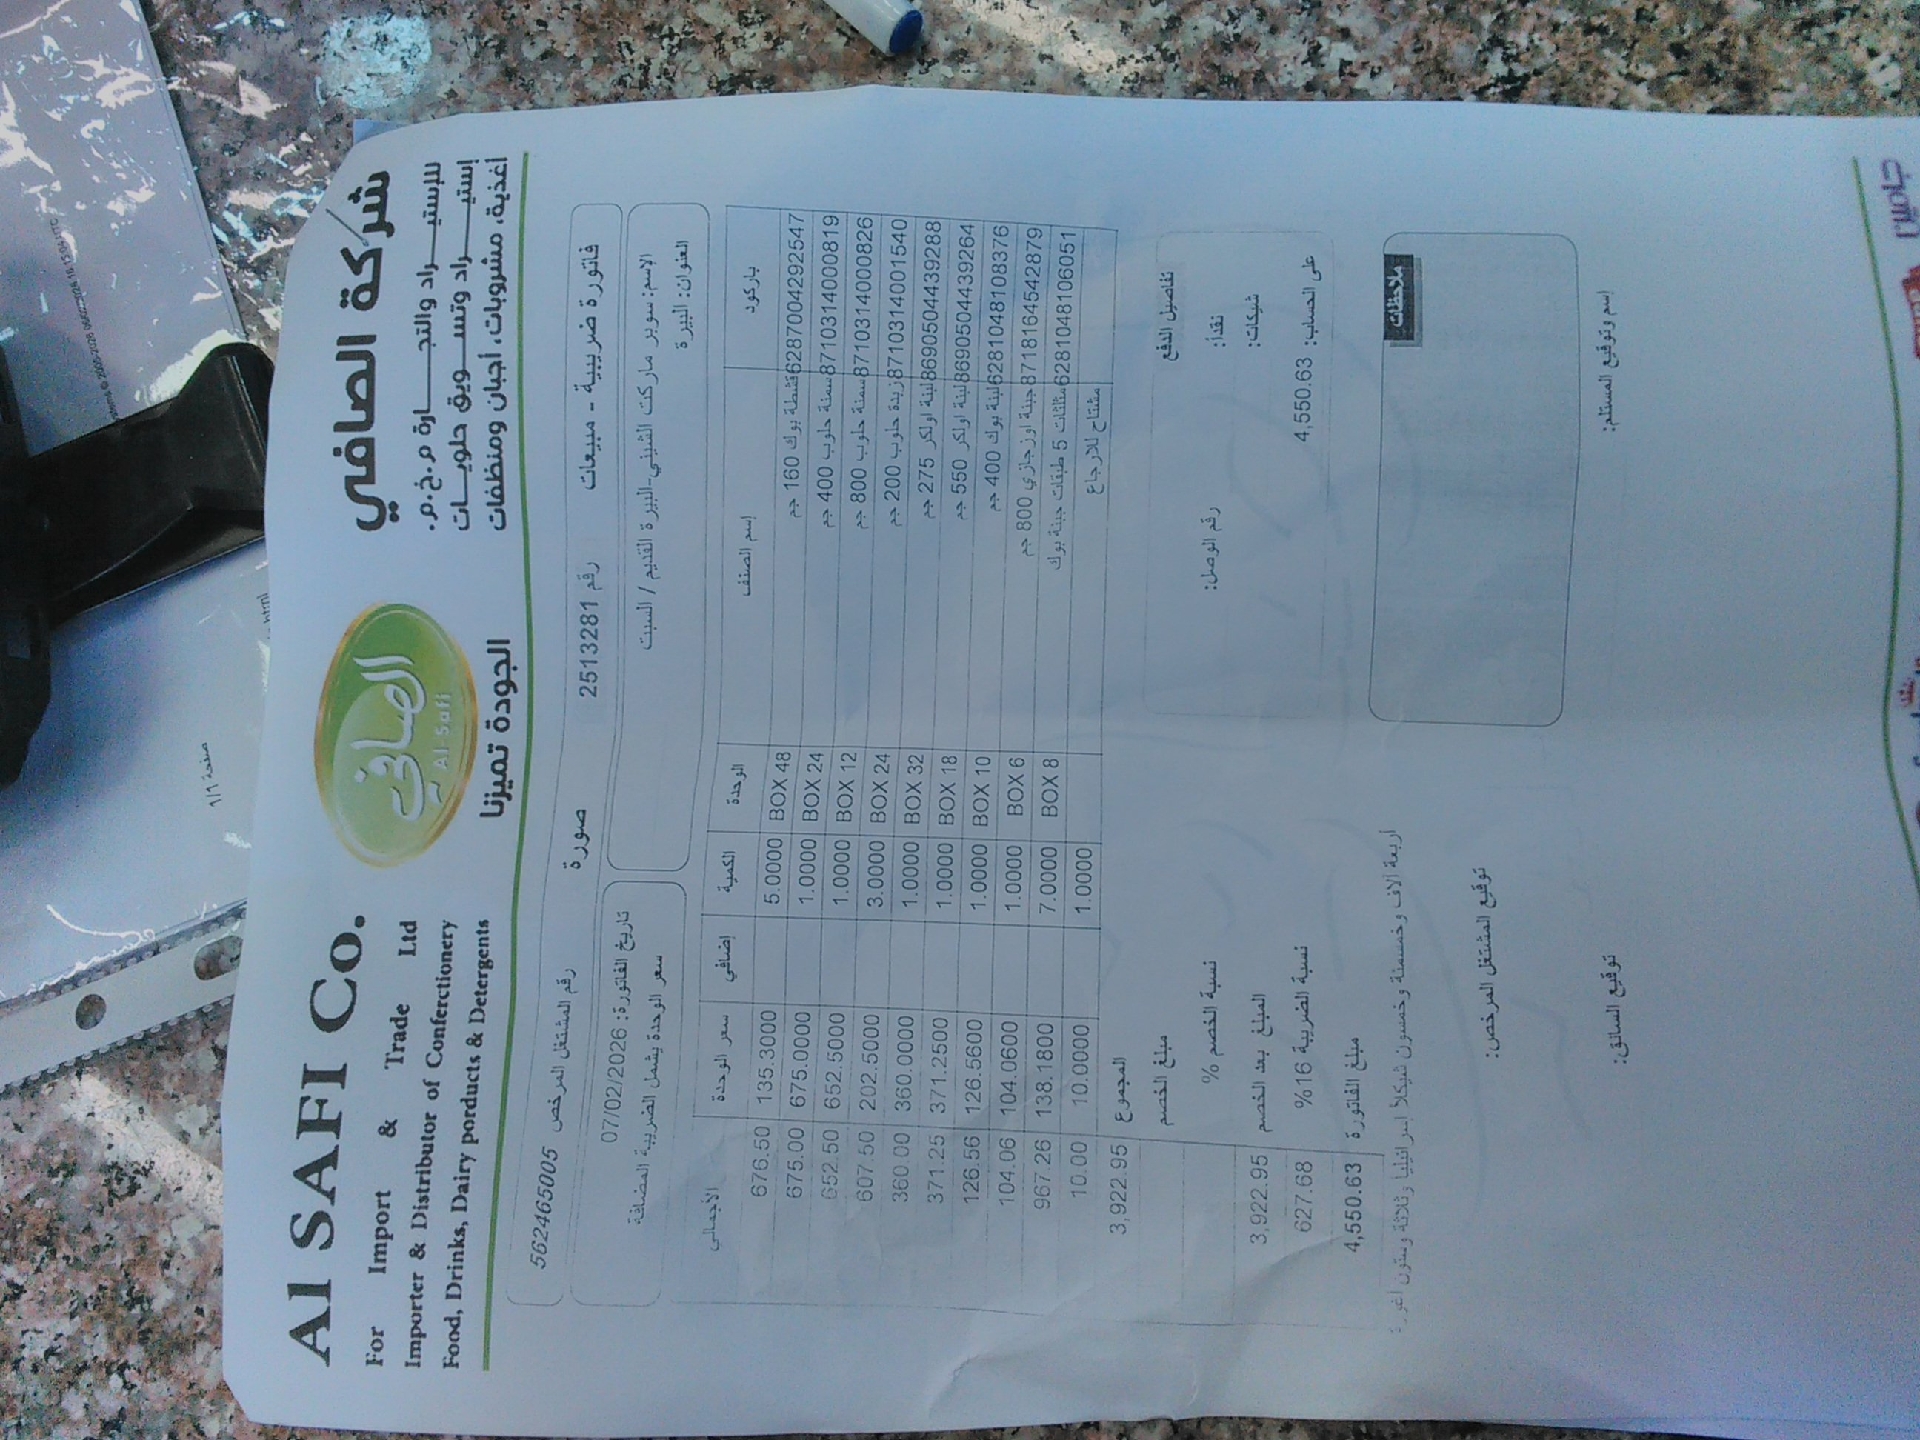 Al SAFI Co.
For Import & Trade Ltd
Importer & Distributor of Conferctionery
Food, Drinks, Dairy porducts & Detergents
الصافي
Al Safi
الجودة تميزنا
شركة الصافي
للإستيـــراد والتجــــارة م.خ.م.
إستيـــراد وتســـويق حلويـــات
أغذية، مشروبات، أجبان ومنظفات
فاتورة ضريبية - مبيعات رقم 2513281 صورة
رقم المشتغل المرخص 562465005
الإسم: سوبر ماركت الشيني-البيرة القديم / السبت
العنوان: البيرة
تاريخ الفاتورة: 07/02/2026
سعر الوحدة يشمل الضريبة المضافة
باركود إسم الصنف الوحدة الكمية إضافي سعر الوحدة الأجمالي
6287004292547 قشطة بوك 160 جم BOX 48 5.0000 135.3000 676.50
8710314000819 سمنة حلوب 400 جم BOX 24 1.0000 675.0000 675.00
8710314000826 سمنة حلوب 800 جم BOX 12 1.0000 652.5000 652.50
8710314001540 زبدة حلوب 200 جم BOX 24 3.0000 202.5000 607.50
8690504439288 لبنة اولكر 275 جم BOX 32 1.0000 360.0000 360.00
8690504439264 لبنة اولكر 550 جم BOX 18 1.0000 371.2500 371.25
6281048108376 لبنة بوك 400 جم BOX 10 1.0000 126.5600 126.56
8718164542879 جبنة اوزجازي 800 جم BOX 6 1.0000 104.0600 104.06
6281048106051 مثلثات 5 طبقات جبنة بوك BOX 8 7.0000 138.1800 967.26
مشتاح للارجاع 1.0000 10.0000 10.00
المجموع 3,922.95
مبلغ الخصم
نسبة الخصم %
المبلغ بعد الخصم 3,922.95
نسبة الضريبة 16% 627.68
مبلغ الفاتورة 4,550.63
تفاصيل الدفع
نقدا:
رقم الوصل:
شيكات:
على الحساب: 4,550.63
أربعة آلاف وخمسمئة وخمسون شيكلا إسرائيليا وثلاثة وستون اغورة
ملاحظات
توقيع المشتغل المرخص:
إسم وتوقيع المستلم:
توقيع السائق:
صفحة 1/1